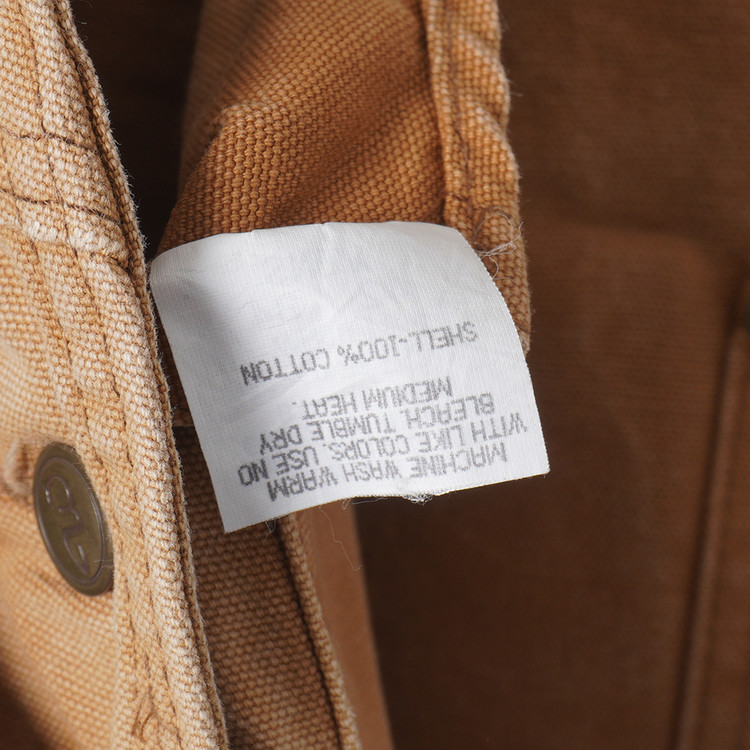 MACHINE WASH WARM
WITH LIKE COLORS. USE NO
BLEACH. TUMBLE DRY
MEDIUM HEAT.
SHELL-100% COTTON